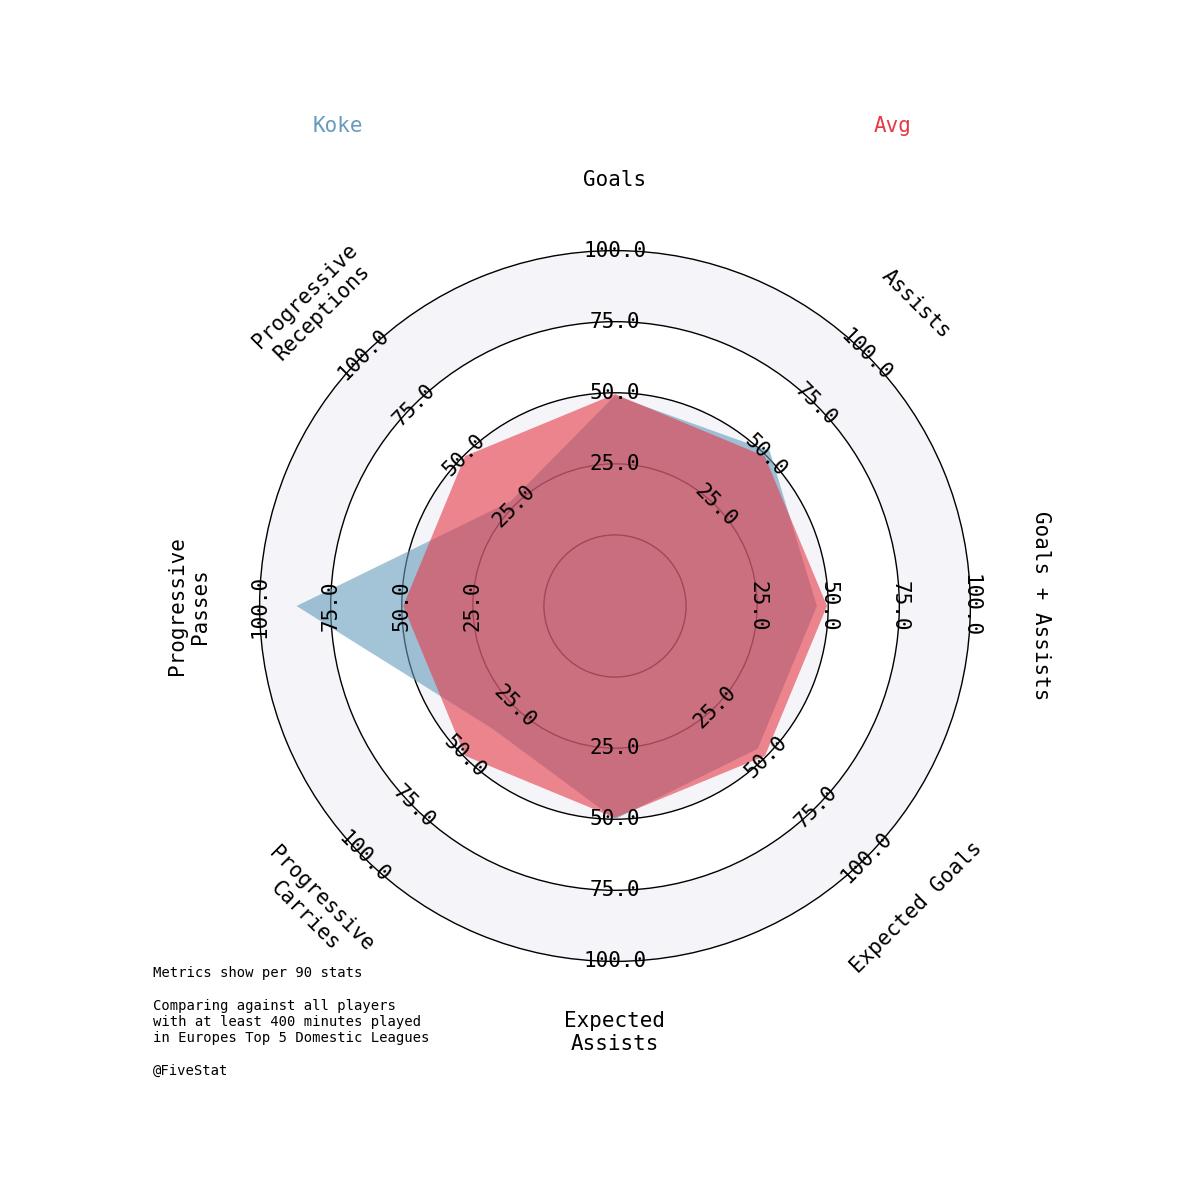 Koke
Avg
Goals
Progressive
Receptions
Assists
100.0
100.0
100.0
75.0
75.0
75.0
50.0
50.0
50.0
25.0
25.0
25.0
Progressive
Passes
100.0
75.0
50.0
25.0
25.0
50.0
75.0
100.0
Goals + Assists
25.0
25.0
25.0
50.0
50.0
50.0
75.0
75.0
75.0
100.0
100.0
100.0
Progressive
Carries
Expected Goals
Expected
Assists
Metrics show per 90 stats
Comparing against all players
with at least 400 minutes played
in Europes Top 5 Domestic Leagues
@FiveStat